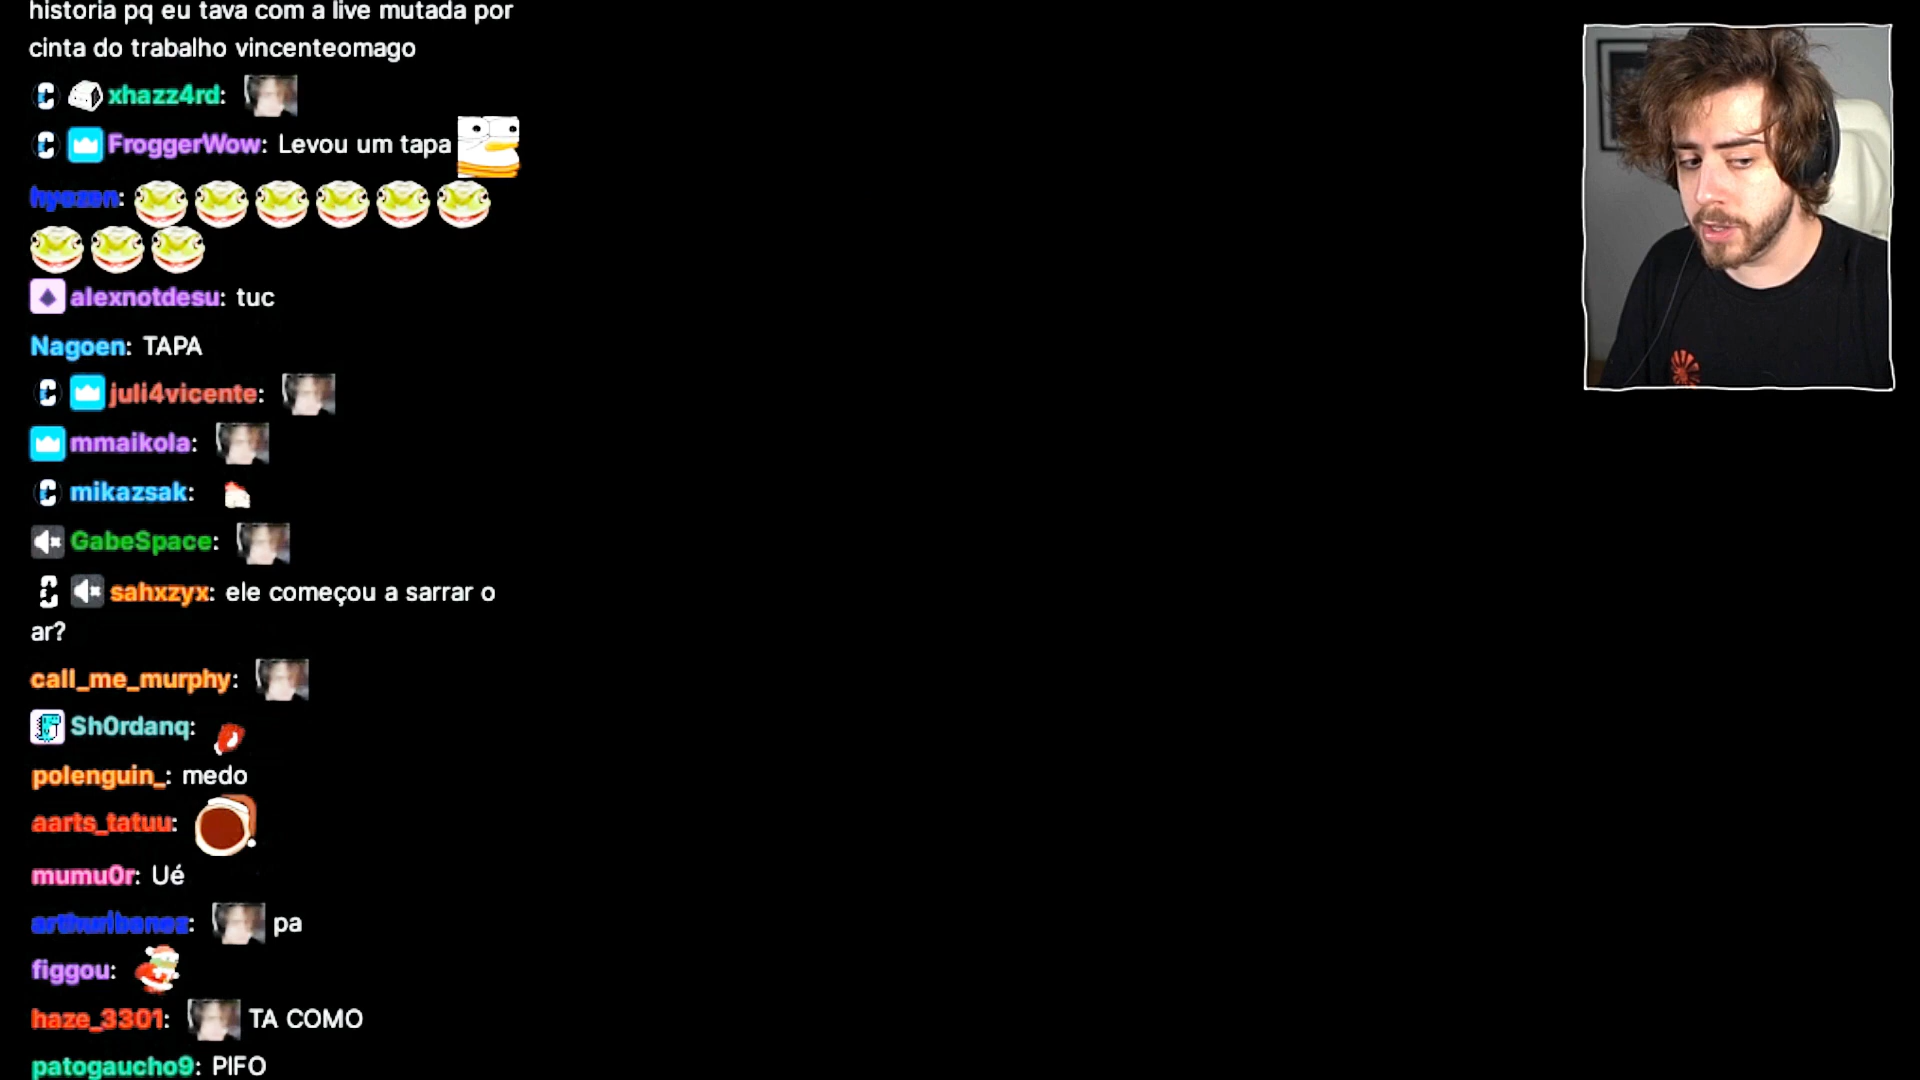 historia pq eu tava com a live mutada por
cinta do trabalho vincenteomago
xhazz4rd:
FroggerWow: Levou um tapa
hyozen:
alexnotdesu: tuc
Nagoen: TAPA
juli4vicente:
mmaikola:
mikazsak:
GabeSpace:
sahxzyx: ele começou a sarrar o
ar?
call_me_murphy:
Sh0rdanq:
polenguin_: medo
aarts_tatuu:
mumu0r: Ué
pa
figgou:
haze_3301: TA COMO
patogaucho9: PIFO